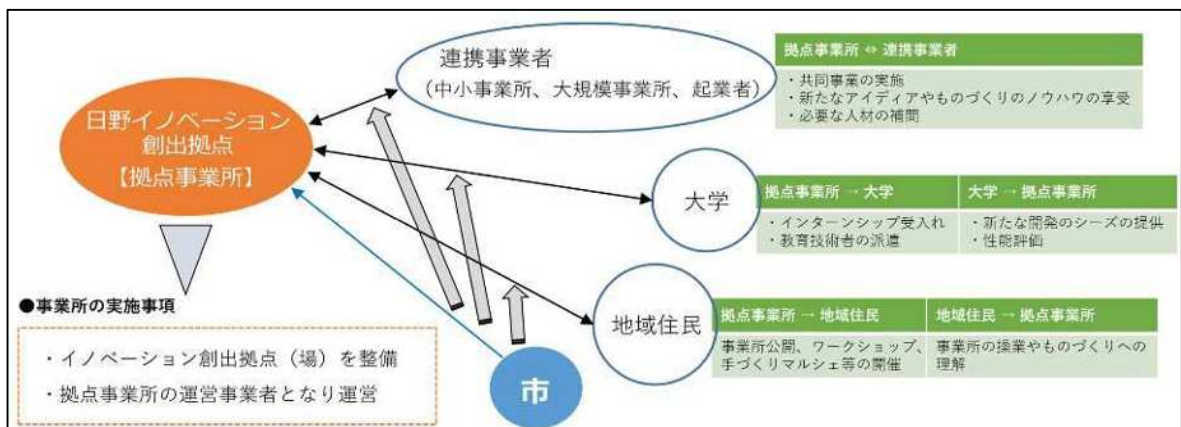 連携事業者
（中小事業所、大規模事業所、起業者）
拠点事業所 ⇔ 連携事業者
・共同事業の実施
・新たなアイディアやものづくりのノウハウの享受
・必要な人材の補間
日野イノベーション
創出拠点
【拠点事業所】
大学
拠点事業所 → 大学
・インターンシップ受入れ
・教育技術者の派遣
大学 → 拠点事業所
・新たな開発のシーズの提供
・性能評価
●事業所の実施事項
・イノベーション創出拠点（場）を整備
・拠点事業所の運営事業者となり運営
地域住民
拠点事業所 → 地域住民
事業所公開、ワークショップ、
手づくりマルシェ等の開催
地域住民 → 拠点事業所
事業所の操業やものづくりへの
理解
市